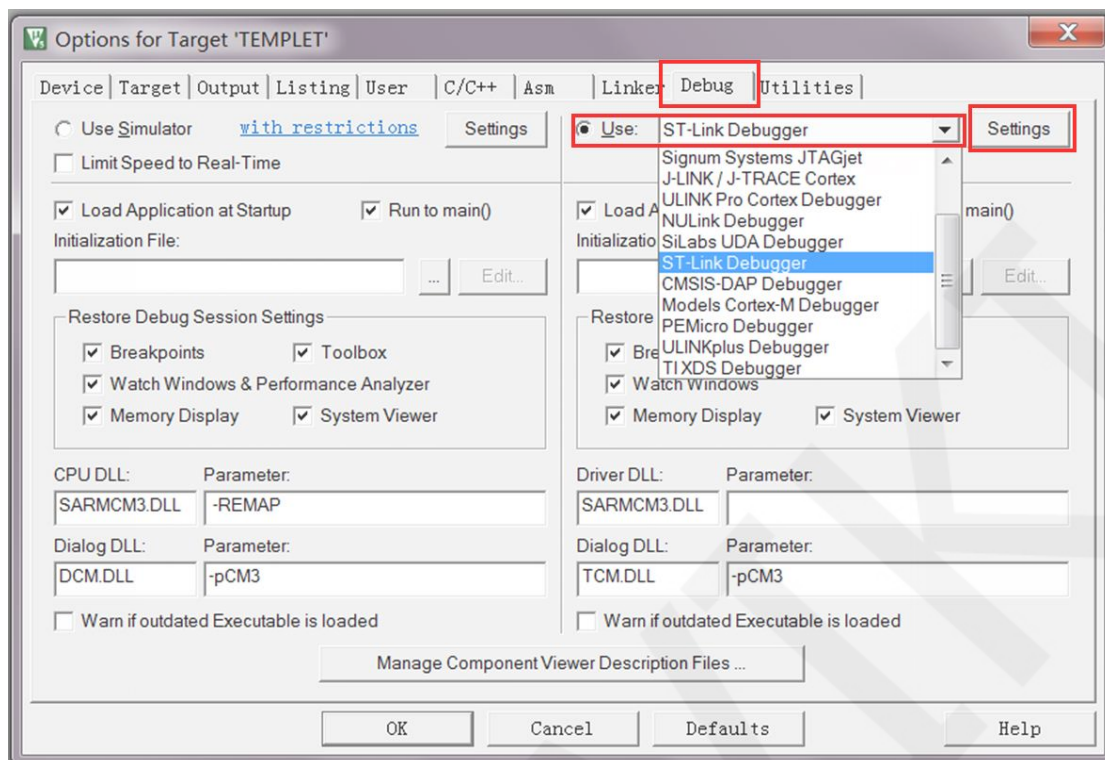 Options for Target 'TEMPLET'
Device Target Output Listing User C/C++ Asm Linker Debug Utilities
Use Simulator with restrictions Settings
Limit Speed to Real-Time
Load Application at Startup Run to main()
Initialization File:
... Edit...
Restore Debug Session Settings
Breakpoints Toolbox
Watch Windows & Performance Analyzer
Memory Display System Viewer
CPU DLL: Parameter:
SARMCM3.DLL -REMAP
Dialog DLL: Parameter:
DCM.DLL -pCM3
Warn if outdated Executable is loaded
Use: ST-Link Debugger Settings
Signum Systems JTAGjet
J-LINK / J-TRACE Cortex
ULINK Pro Cortex Debugger
NULink Debugger
SiLabs UDA Debugger
ST-Link Debugger
CMSIS-DAP Debugger
Models Cortex-M Debugger
PEMicro Debugger
ULINKplus Debugger
TI XDS Debugger
Load A main()
Initializatio
Edit...
Restore
Bre
Watch Windows
Memory Display System Viewer
Driver DLL: Parameter:
SARMCM3.DLL
Dialog DLL: Parameter:
TCM.DLL -pCM3
Warn if outdated Executable is loaded
Manage Component Viewer Description Files ...
OK Cancel Defaults Help